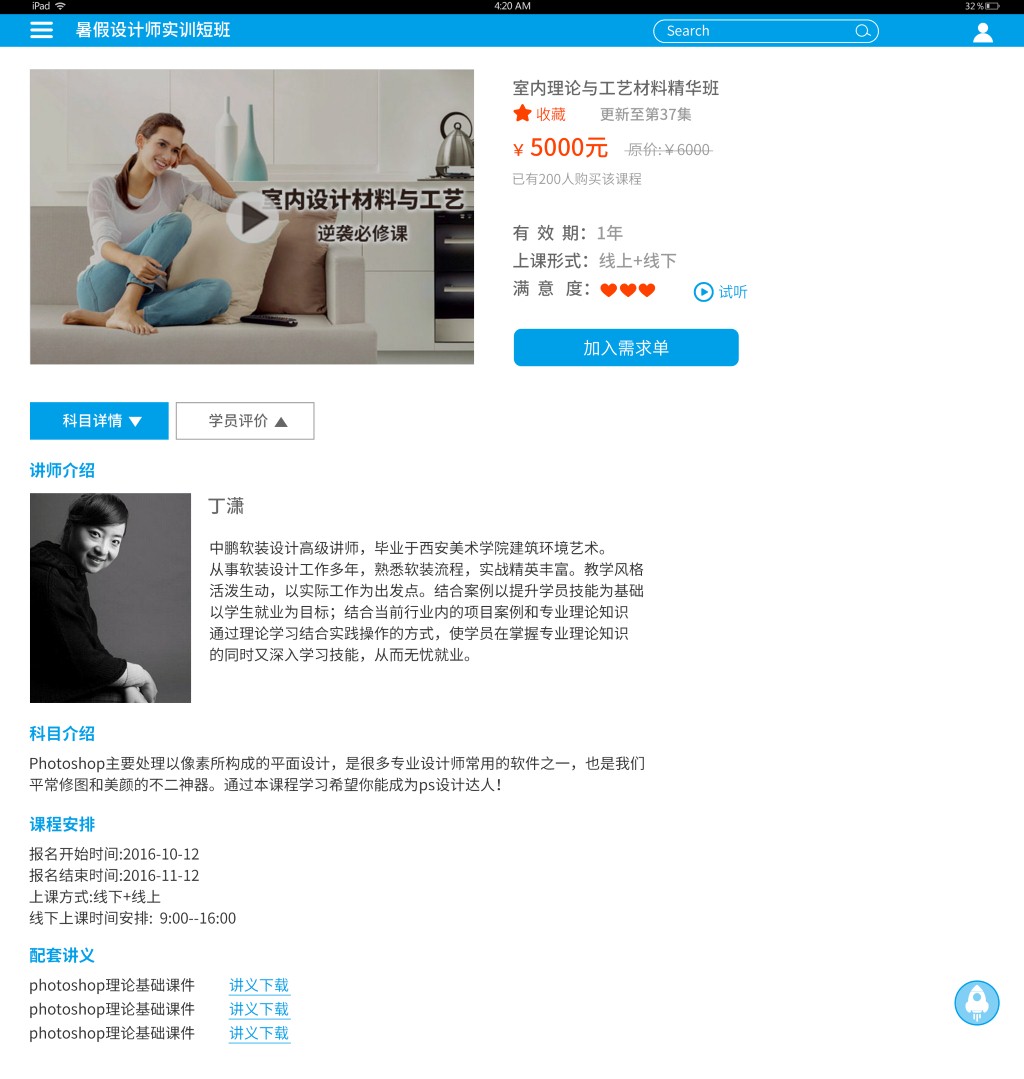 iPad
4:20 AM
32%
暑假设计师实训短班
Search
室内设计材料与工艺
逆袭必修课
室内理论与工艺材料精华班
收藏 更新至第37集
¥ 5000元 原价:¥6000
已有200人购买该课程
有 效 期：1年
上课形式：线上+线下
满 意 度：
试听
加入需求单
科目详情
学员评价
讲师介绍
丁潇
中鹏软装设计高级讲师，毕业于西安美术学院建筑环境艺术。
从事软装设计工作多年，熟悉软装流程，实战精英丰富。教学风格
活泼生动，以实际工作为出发点。结合案例以提升学员技能为基础
以学生就业为目标；结合当前行业内的项目案例和专业理论知识
通过理论学习结合实践操作的方式，使学员在掌握专业理论知识
的同时又深入学习技能，从而无忧就业。
科目介绍
Photoshop主要处理以像素所构成的平面设计，是很多专业设计师常用的软件之一，也是我们
平常修图和美颜的不二神器。通过本课程学习希望你能成为ps设计达人！
课程安排
报名开始时间:2016-10-12
报名结束时间:2016-11-12
上课方式:线下+线上
线下上课时间安排: 9:00--16:00
配套讲义
photoshop理论基础课件 讲义下载
photoshop理论基础课件 讲义下载
photoshop理论基础课件 讲义下载